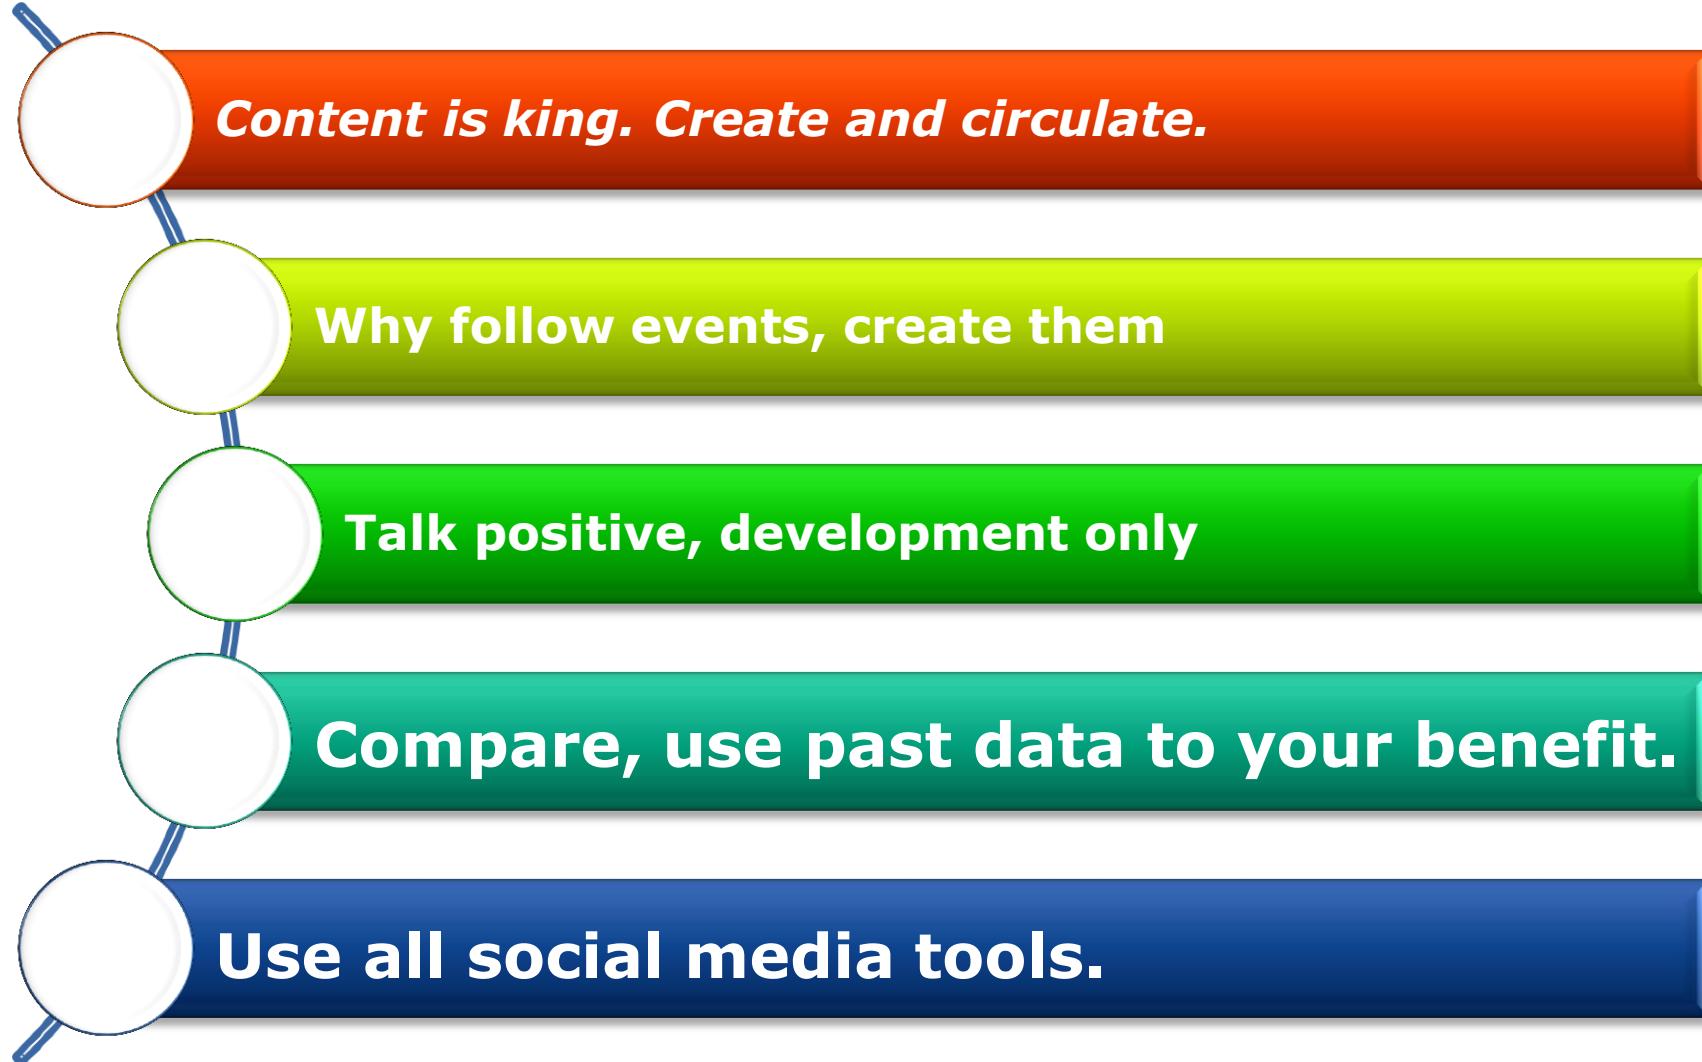 Content is king. Create and circulate.
Why follow events, create them
Talk positive, development only
Compare, use past data to your benefit.
Use all social media tools.